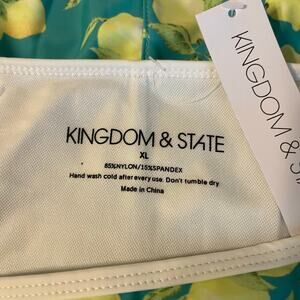 KINGDOM & STATE
XL
85%NYLON/15%SPANDEX
Hand wash cold after every use. Don't tumble dry
Made in China
KINGDOM &